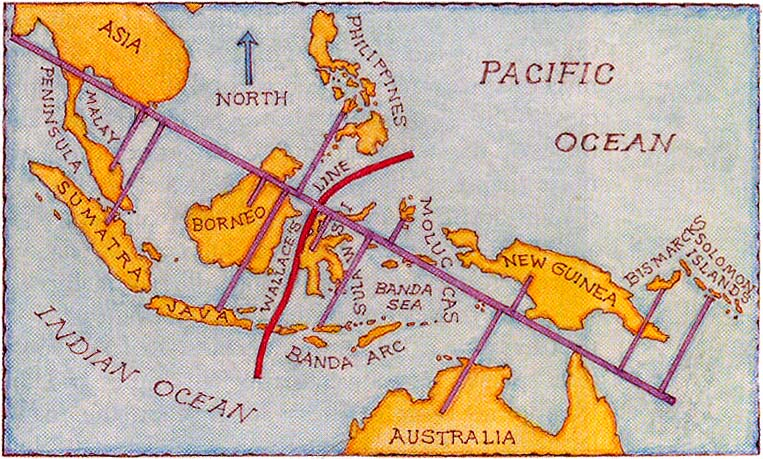 ASIA
PHILIPPINES
PACIFIC
OCEAN
NORTH
MALAY
PENINSULA
SUMATRA
BORNEO
WALLACE'S LINE
SULAWESI
MOLUCCAS
NEW GUINEA
BISMARCKS
SOLOMON
ISLANDS
BANDA
SEA
JAVA
BANDA ARC
INDIAN OCEAN
AUSTRALIA